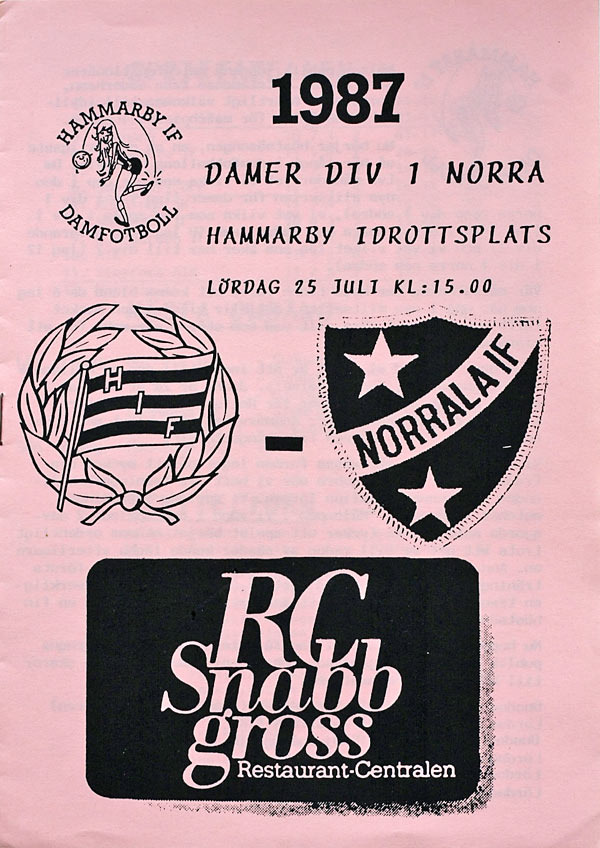 1987
HAMMARBY IF
DAMFOTBOLL
DAMER DIV 1 NORRA
HAMMARBY IDROTTSPLATS
LÖRDAG 25 JULI KL:15.00
H
I
F
-
NORRALA IF
RC
Snabb
gross
Restaurant-Centralen